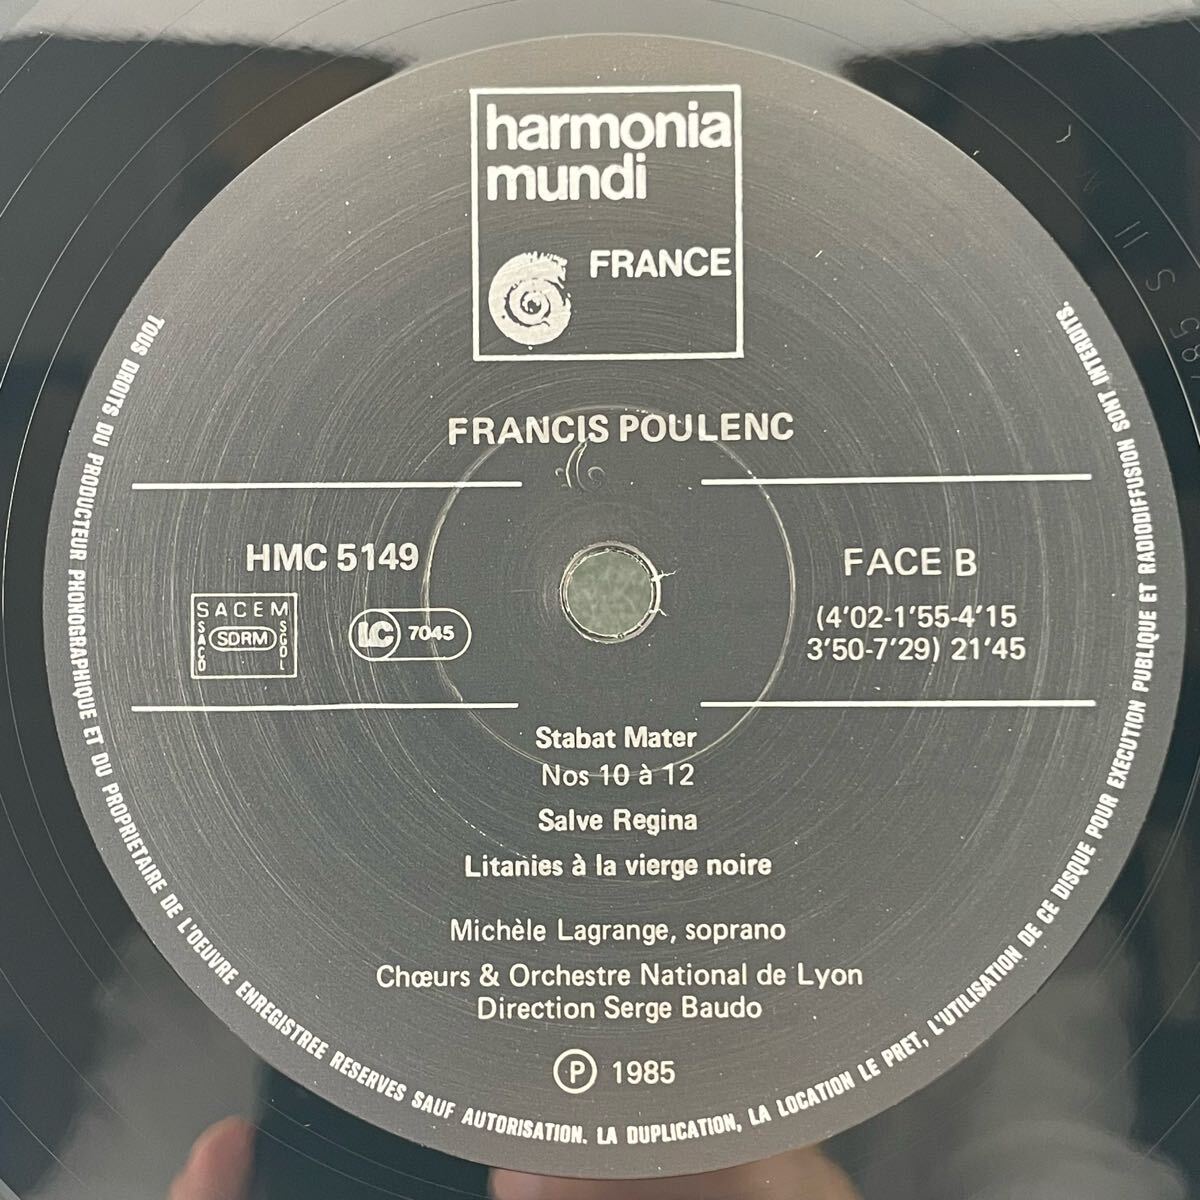 harmonia
mundi
FRANCE
FRANCIS POULENC
HMC 5149
SACEM
SACD
SDRM
SGDL
LC 7045
FACE B
(4'02-1'55-4'15
3'50-7'29) 21'45
Stabat Mater
Nos 10 à 12
Salve Regina
Litanies à la vierge noire
Michèle Lagrange, soprano
Chœurs & Orchestre National de Lyon
Direction Serge Baudo
Ⓟ 1985
TOUS DROITS DU PRODUCTEUR PHONOGRAPHIQUE ET DU PROPRIETAIRE DE L'OEUVRE ENREGISTREE RESERVES SAUF AUTORISATION. LA DUPLICATION, LA LOCATION LE PRET, L'UTILISATION DE CE DISQUE POUR EXECUTION PUBLIQUE ET RADIODIFFUSION SONT INTERDITS.